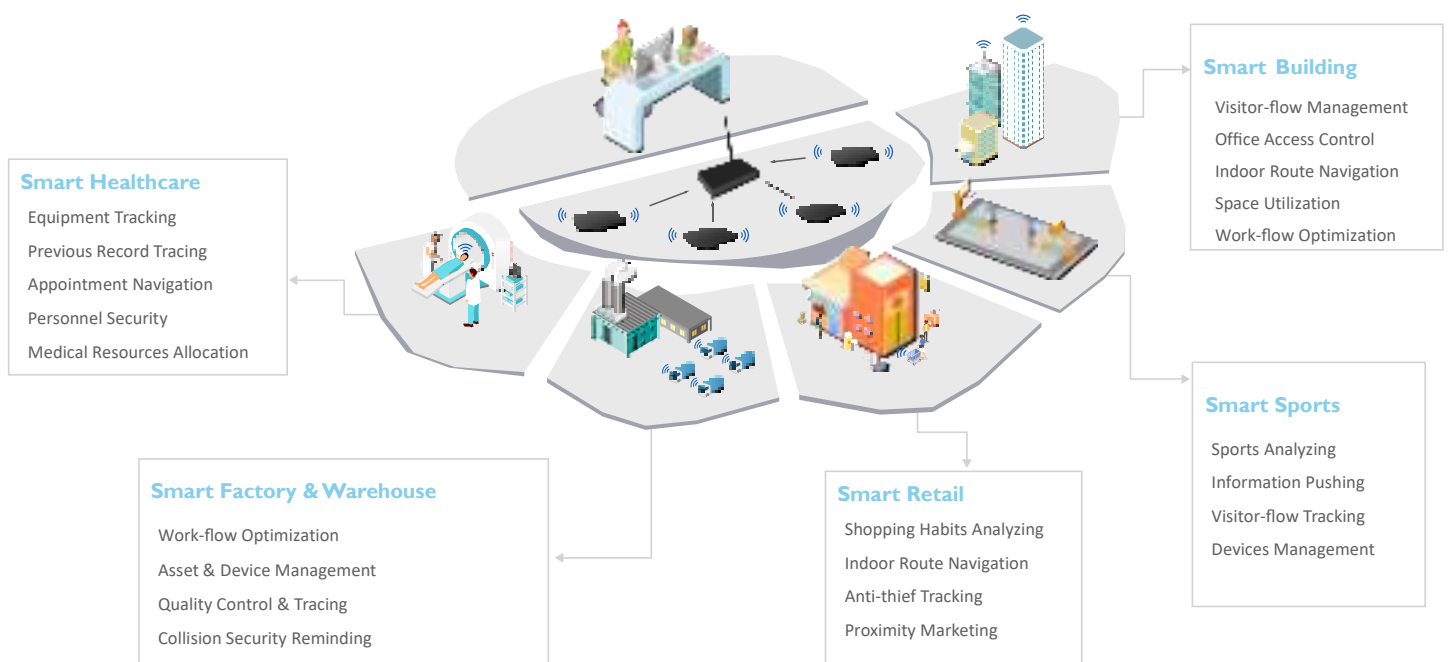 Smart Building
Visitor-flow Management
Office Access Control
Indoor Route Navigation
Space Utilization
Work-flow Optimization
Smart Healthcare
Equipment Tracking
Previous Record Tracing
Appointment Navigation
Personnel Security
Medical Resources Allocation
Smart Sports
Sports Analyzing
Information Pushing
Visitor-flow Tracking
Devices Management
Smart Factory & Warehouse
Work-flow Optimization
Asset & Device Management
Quality Control & Tracing
Collision Security Reminding
Smart Retail
Shopping Habits Analyzing
Indoor Route Navigation
Anti-thief Tracking
Proximity Marketing